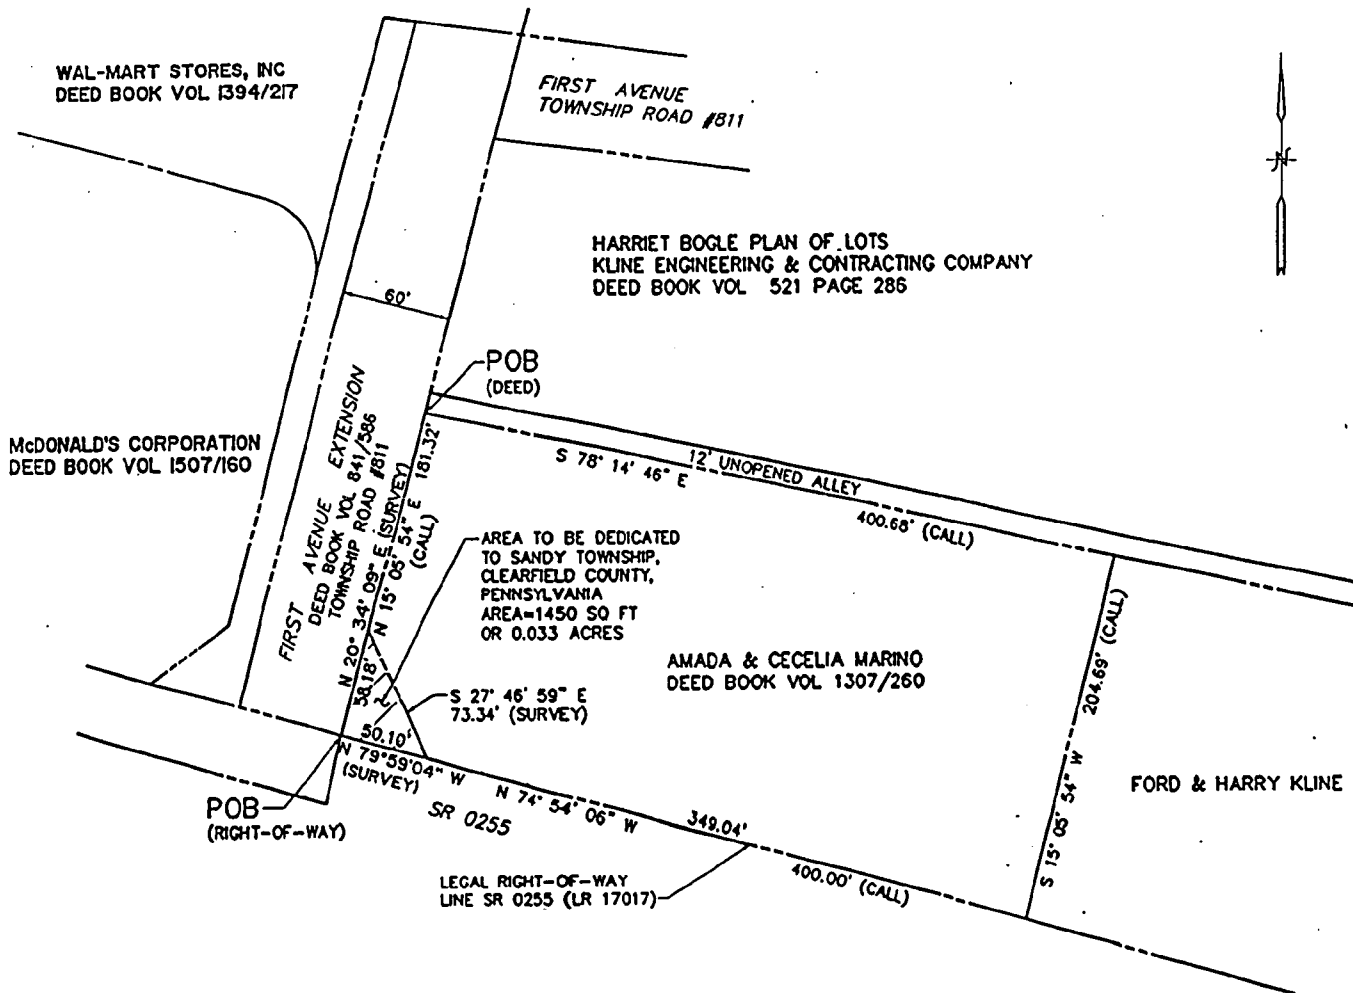 WAL-MART STORES, INC
DEED BOOK VOL 1394/217
FIRST AVENUE
TOWNSHIP ROAD #811
N
HARRIET BOGLE PLAN OF LOTS
KLINE ENGINEERING & CONTRACTING COMPANY
DEED BOOK VOL 521 PAGE 286
60'
POB
(DEED)
McDONALD'S CORPORATION
DEED BOOK VOL 1507/160
FIRST AVENUE EXTENSION
DEED BOOK VOL 841/586
TOWNSHIP ROAD #811
N 20° 34' 09" E (SURVEY)
58.18'
N 15° 05' 54" E 181.32'
(CALL)
12' UNOPENED ALLEY
S 78° 14' 46" E
400.68' (CALL)
AREA TO BE DEDICATED
TO SANDY TOWNSHIP,
CLEARFIELD COUNTY,
PENNSYLVANIA
AREA=1450 SQ FT
OR 0.033 ACRES
S 27° 46' 59" E
73.34' (SURVEY)
AMADA & CECELIA MARINO
DEED BOOK VOL 1307/260
204.69' (CALL)
S 15° 05' 54" W
FORD & HARRY KLINE
50.10'
N 79°59'04" W
(SURVEY)
N 74° 54' 06" W
349.04'
400.00' (CALL)
SR 0255
POB
(RIGHT-OF-WAY)
LEGAL RIGHT-OF-WAY
LINE SR 0255 (LR 17017)